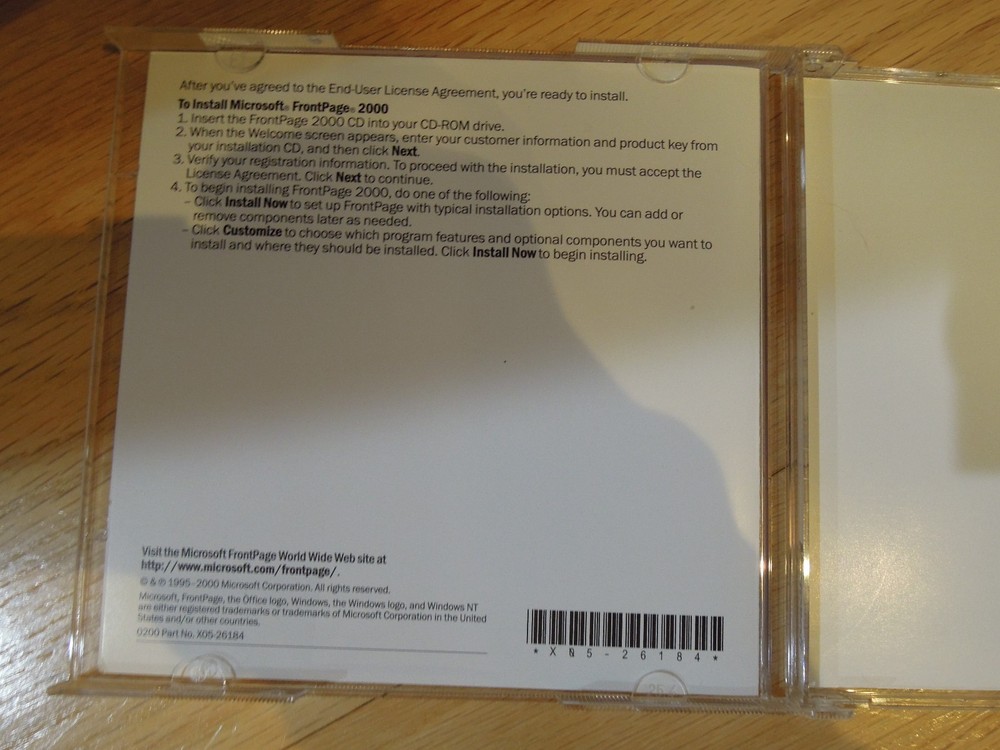 After you've agreed to the End-User License Agreement, you're ready to install.
To Install Microsoft® FrontPage® 2000
1. Insert the FrontPage 2000 CD into your CD-ROM drive.
2. When the Welcome screen appears, enter your customer information and product key from
your installation CD, and then click Next.
3. Verify your registration information. To proceed with the installation, you must accept the
License Agreement. Click Next to continue.
4. To begin installing FrontPage 2000, do one of the following:
– Click Install Now to set up FrontPage with typical installation options. You can add or
remove components later as needed.
– Click Customize to choose which program features and optional components you want to
install and where they should be installed. Click Install Now to begin installing.
Visit the Microsoft FrontPage World Wide Web site at
http://www.microsoft.com/frontpage/.
© & ℗ 1995–2000 Microsoft Corporation. All rights reserved.
Microsoft, FrontPage, the Office logo, Windows, the Windows logo, and Windows NT
are either registered trademarks or trademarks of Microsoft Corporation in the United
States and/or other countries.
0200 Part No. X05-26184
*X05-26184*